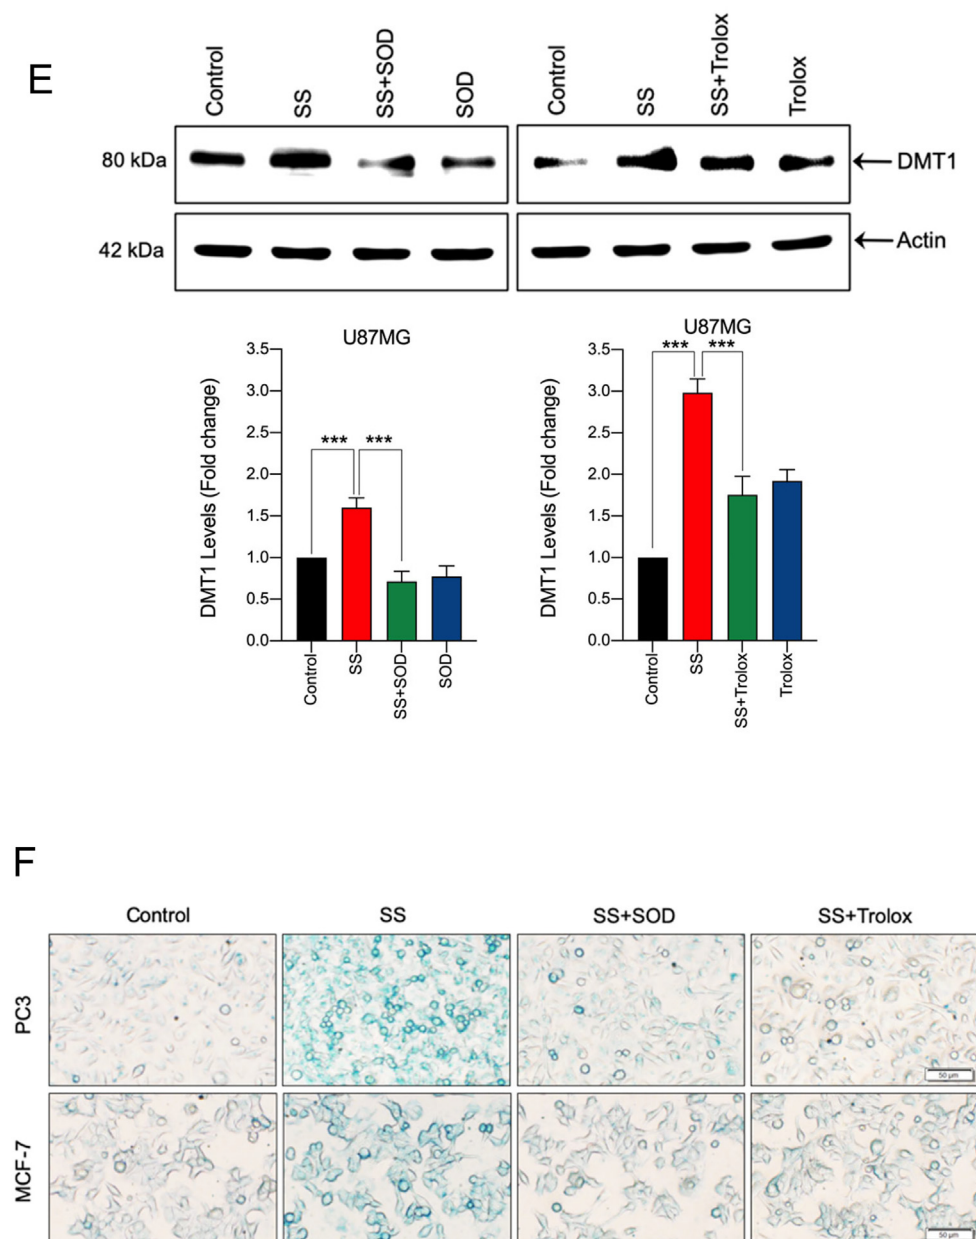 E
Control SS SS+SOD SOD Control SS SS+Trolox Trolox
80 kDa DMT1
42 kDa Actin
U87MG
DMT1 Levels (Fold change)
3.5
3.0
2.5
2.0
1.5
1.0
0.5
0.0
*** ***
Control SS SS+SOD SOD
U87MG
DMT1 Levels (Fold change)
3.5
3.0
2.5
2.0
1.5
1.0
0.5
0.0
*** ***
Control SS SS+Trolox Trolox
F
Control SS SS+SOD SS+Trolox
PC3
50 µm
MCF-7
50 µm